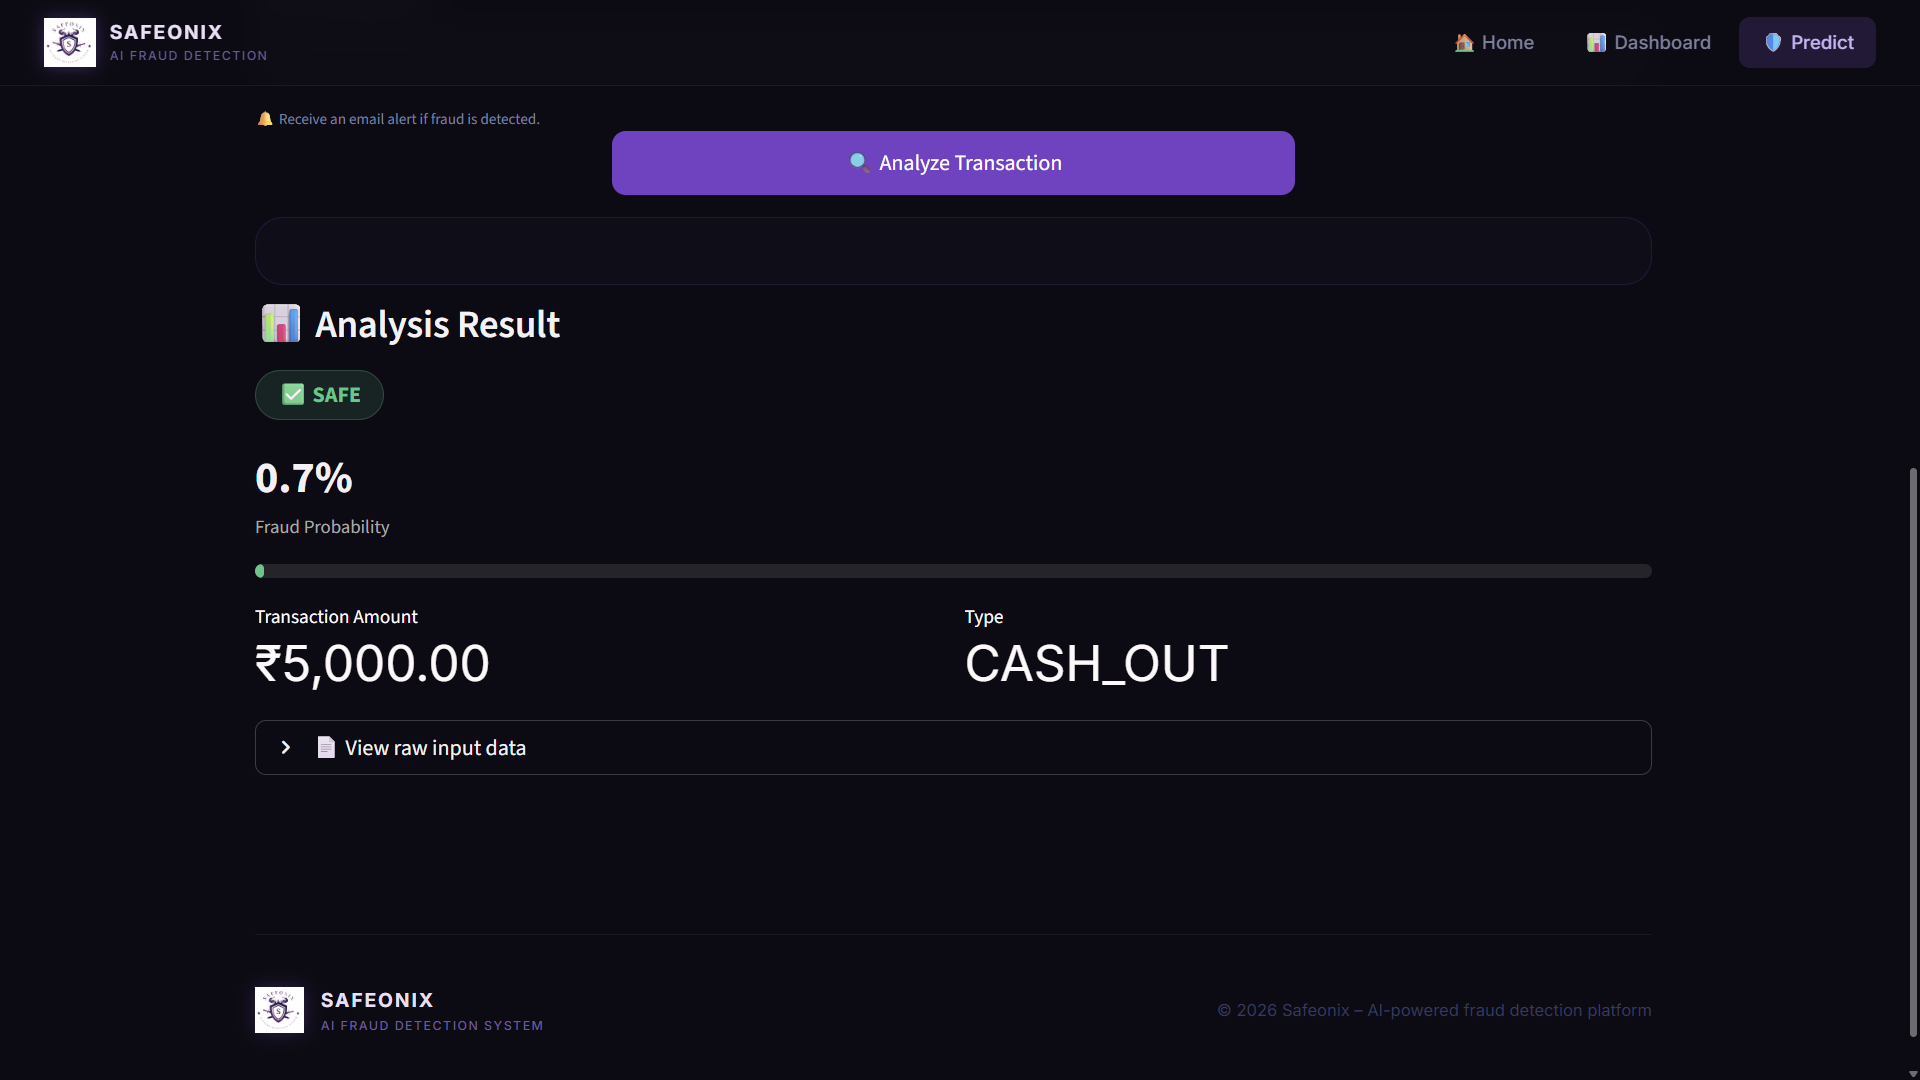 SAFEONIX
AI FRAUD DETECTION
🏠 Home
📊 Dashboard
🛡️ Predict
🔔 Receive an email alert if fraud is detected.
🔍 Analyze Transaction
📊 Analysis Result
✅ SAFE
0.7%
Fraud Probability
Transaction Amount
Type
₹5,000.00
CASH_OUT
📄 View raw input data
SAFEONIX
AI FRAUD DETECTION SYSTEM
© 2026 Safeonix – AI-powered fraud detection platform